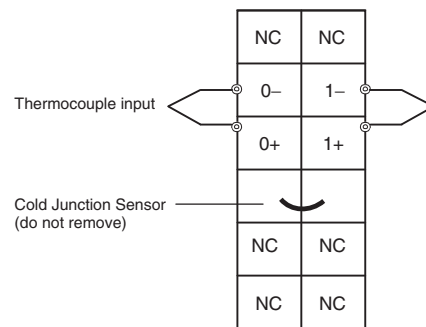 NC NC
Thermocouple input
0– 1–
0+ 1+
Cold Junction Sensor
(do not remove)
NC NC
NC NC